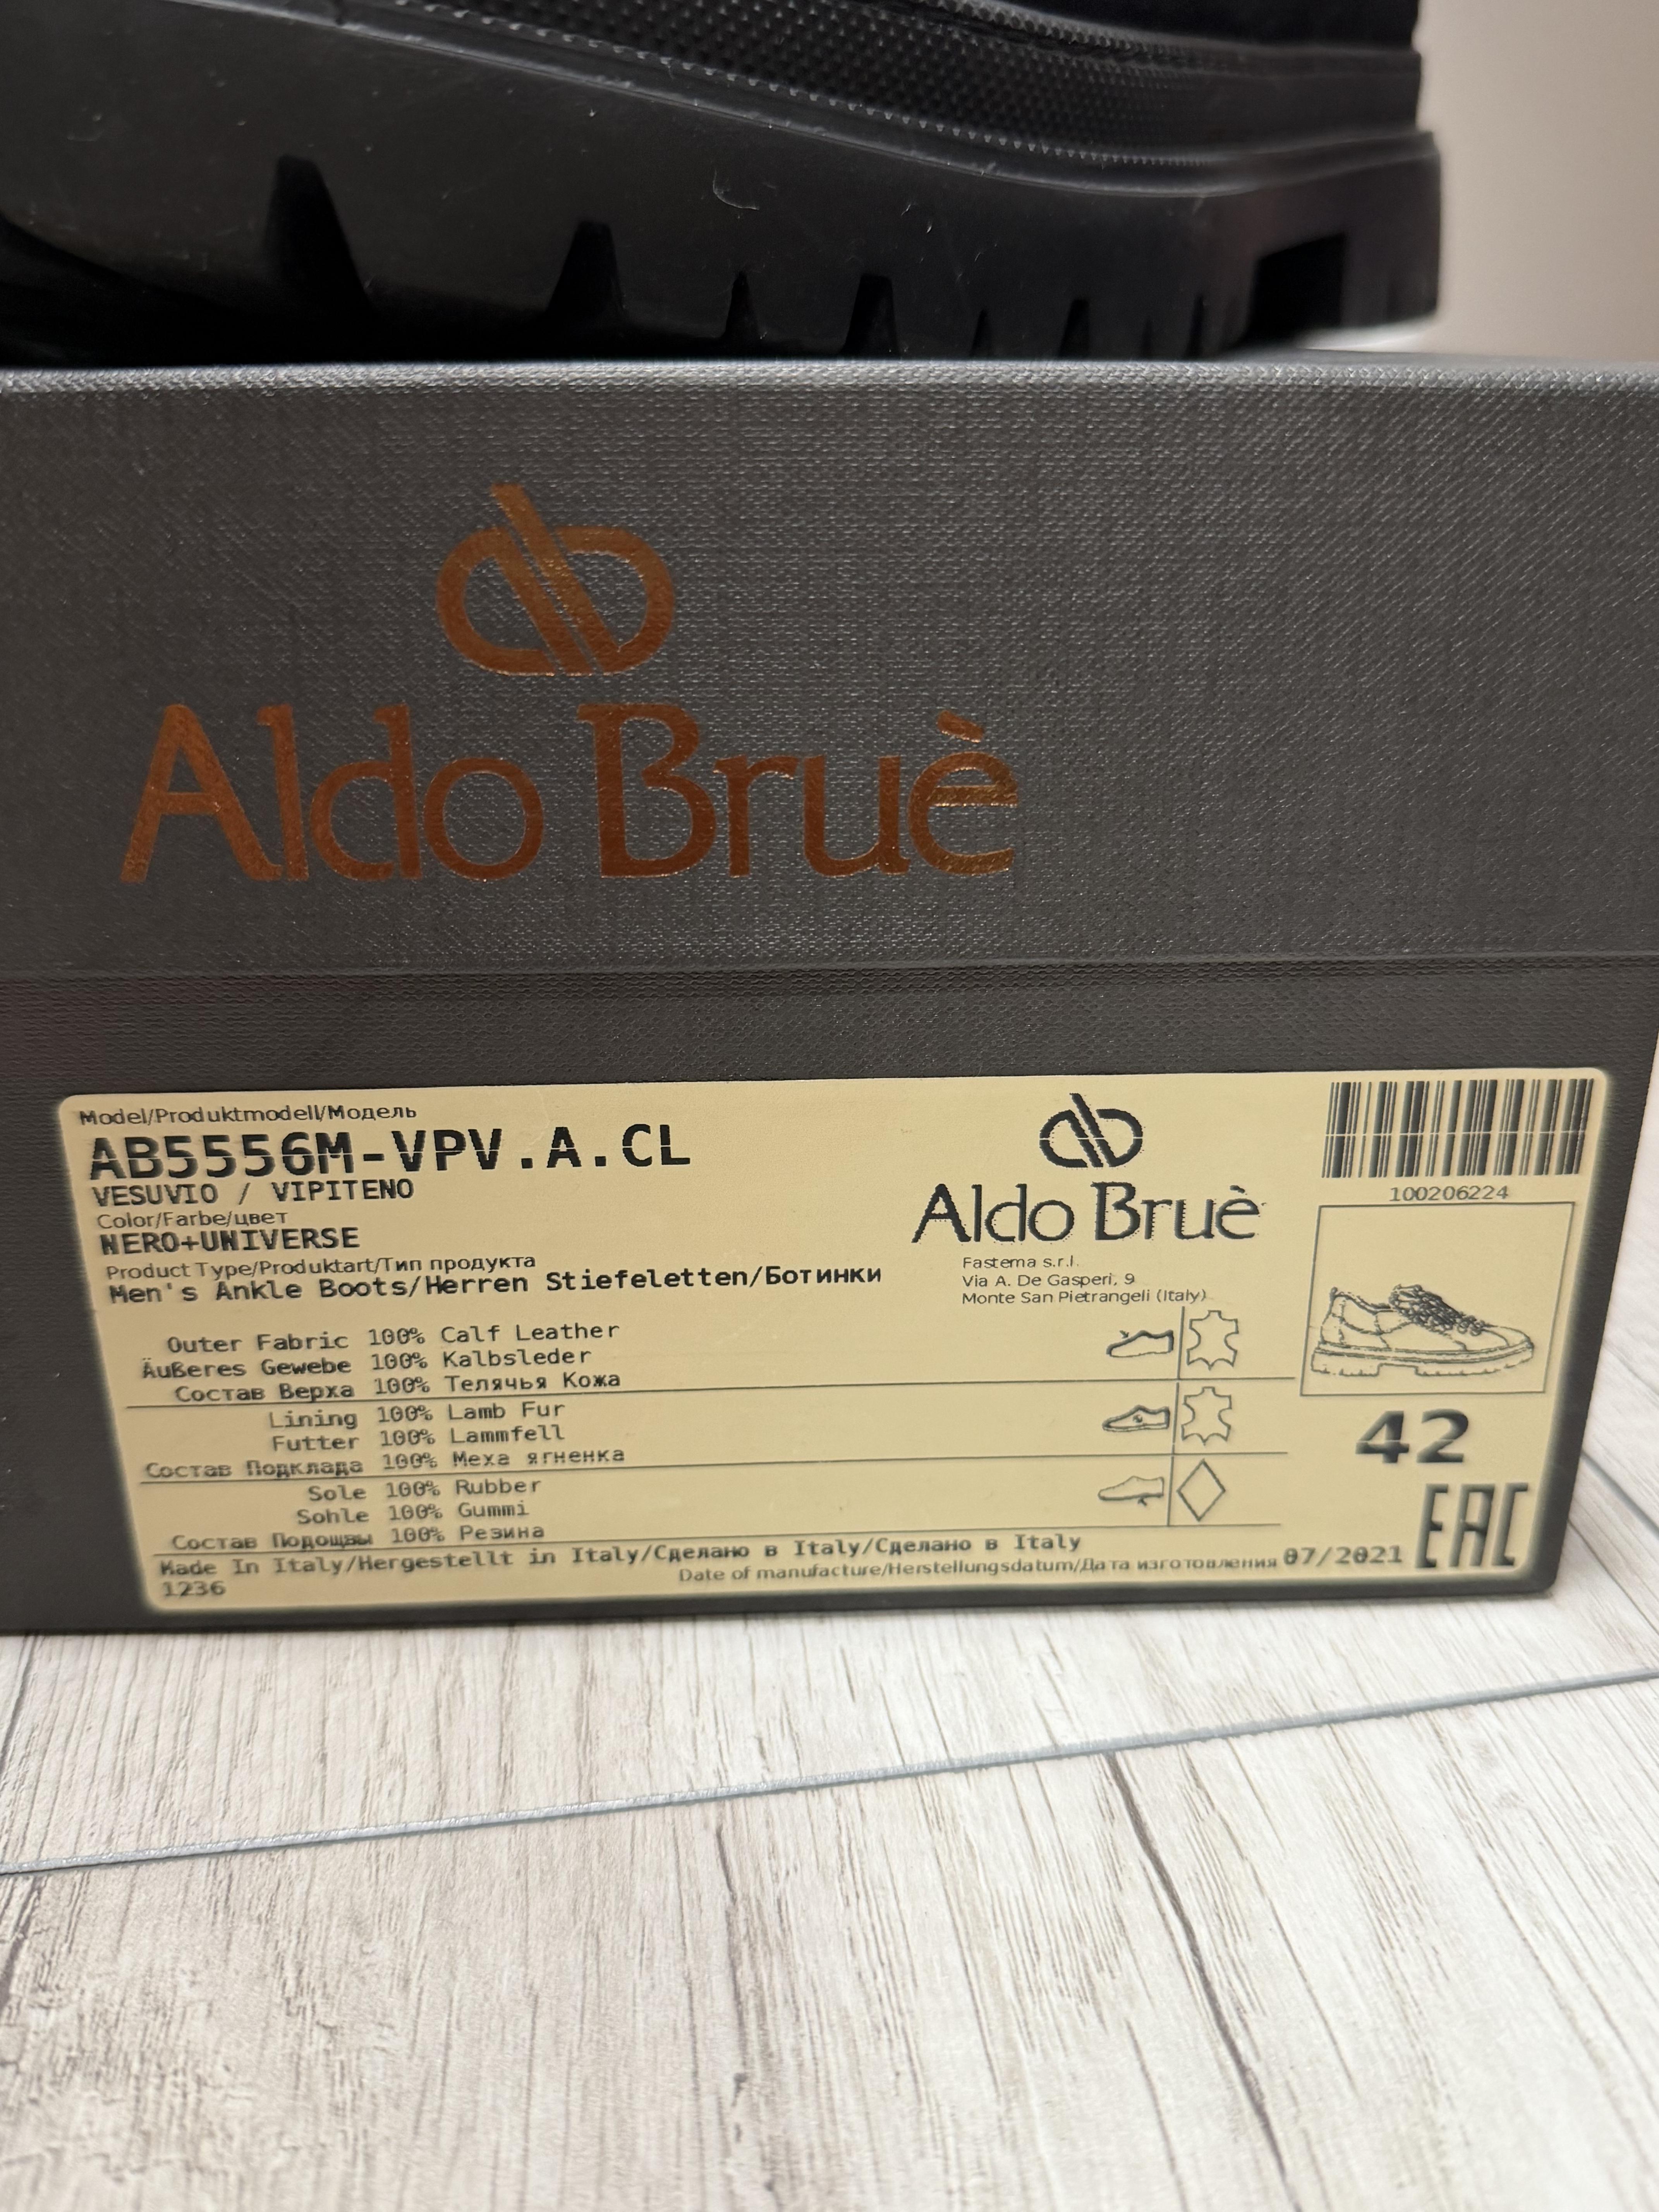 Aldo Bruè
Model/Produktmodell/Модель
AB5556M-VPV.A.CL
VESUVIO / VIPITENO
Color/Farbe/цвет
NERO+UNIVERSE
Product Type/Produktart/Тип продукта
Men's Ankle Boots/Herren Stiefeletten/Ботинки
Aldo Bruè
Fastema s.r.l.
Via A. De Gasperi, 9
Monte San Pietrangeli (Italy)
100206224
Outer Fabric 100% Calf Leather
Äußeres Gewebe 100% Kalbsleder
Состав Верха 100% Телячья Кожа
Lining 100% Lamb Fur
Futter 100% Lammfell
Состав Подклада 100% Меха ягненка
Sole 100% Rubber
Sohle 100% Gummi
Состав Подощвы 100% Резина
42
EAC
Made In Italy/Hergestellt in Italy/Сделано в Italy/Сделано в Italy
Date of manufacture/Herstellungsdatum/Дата изготовления 07/2021
1236